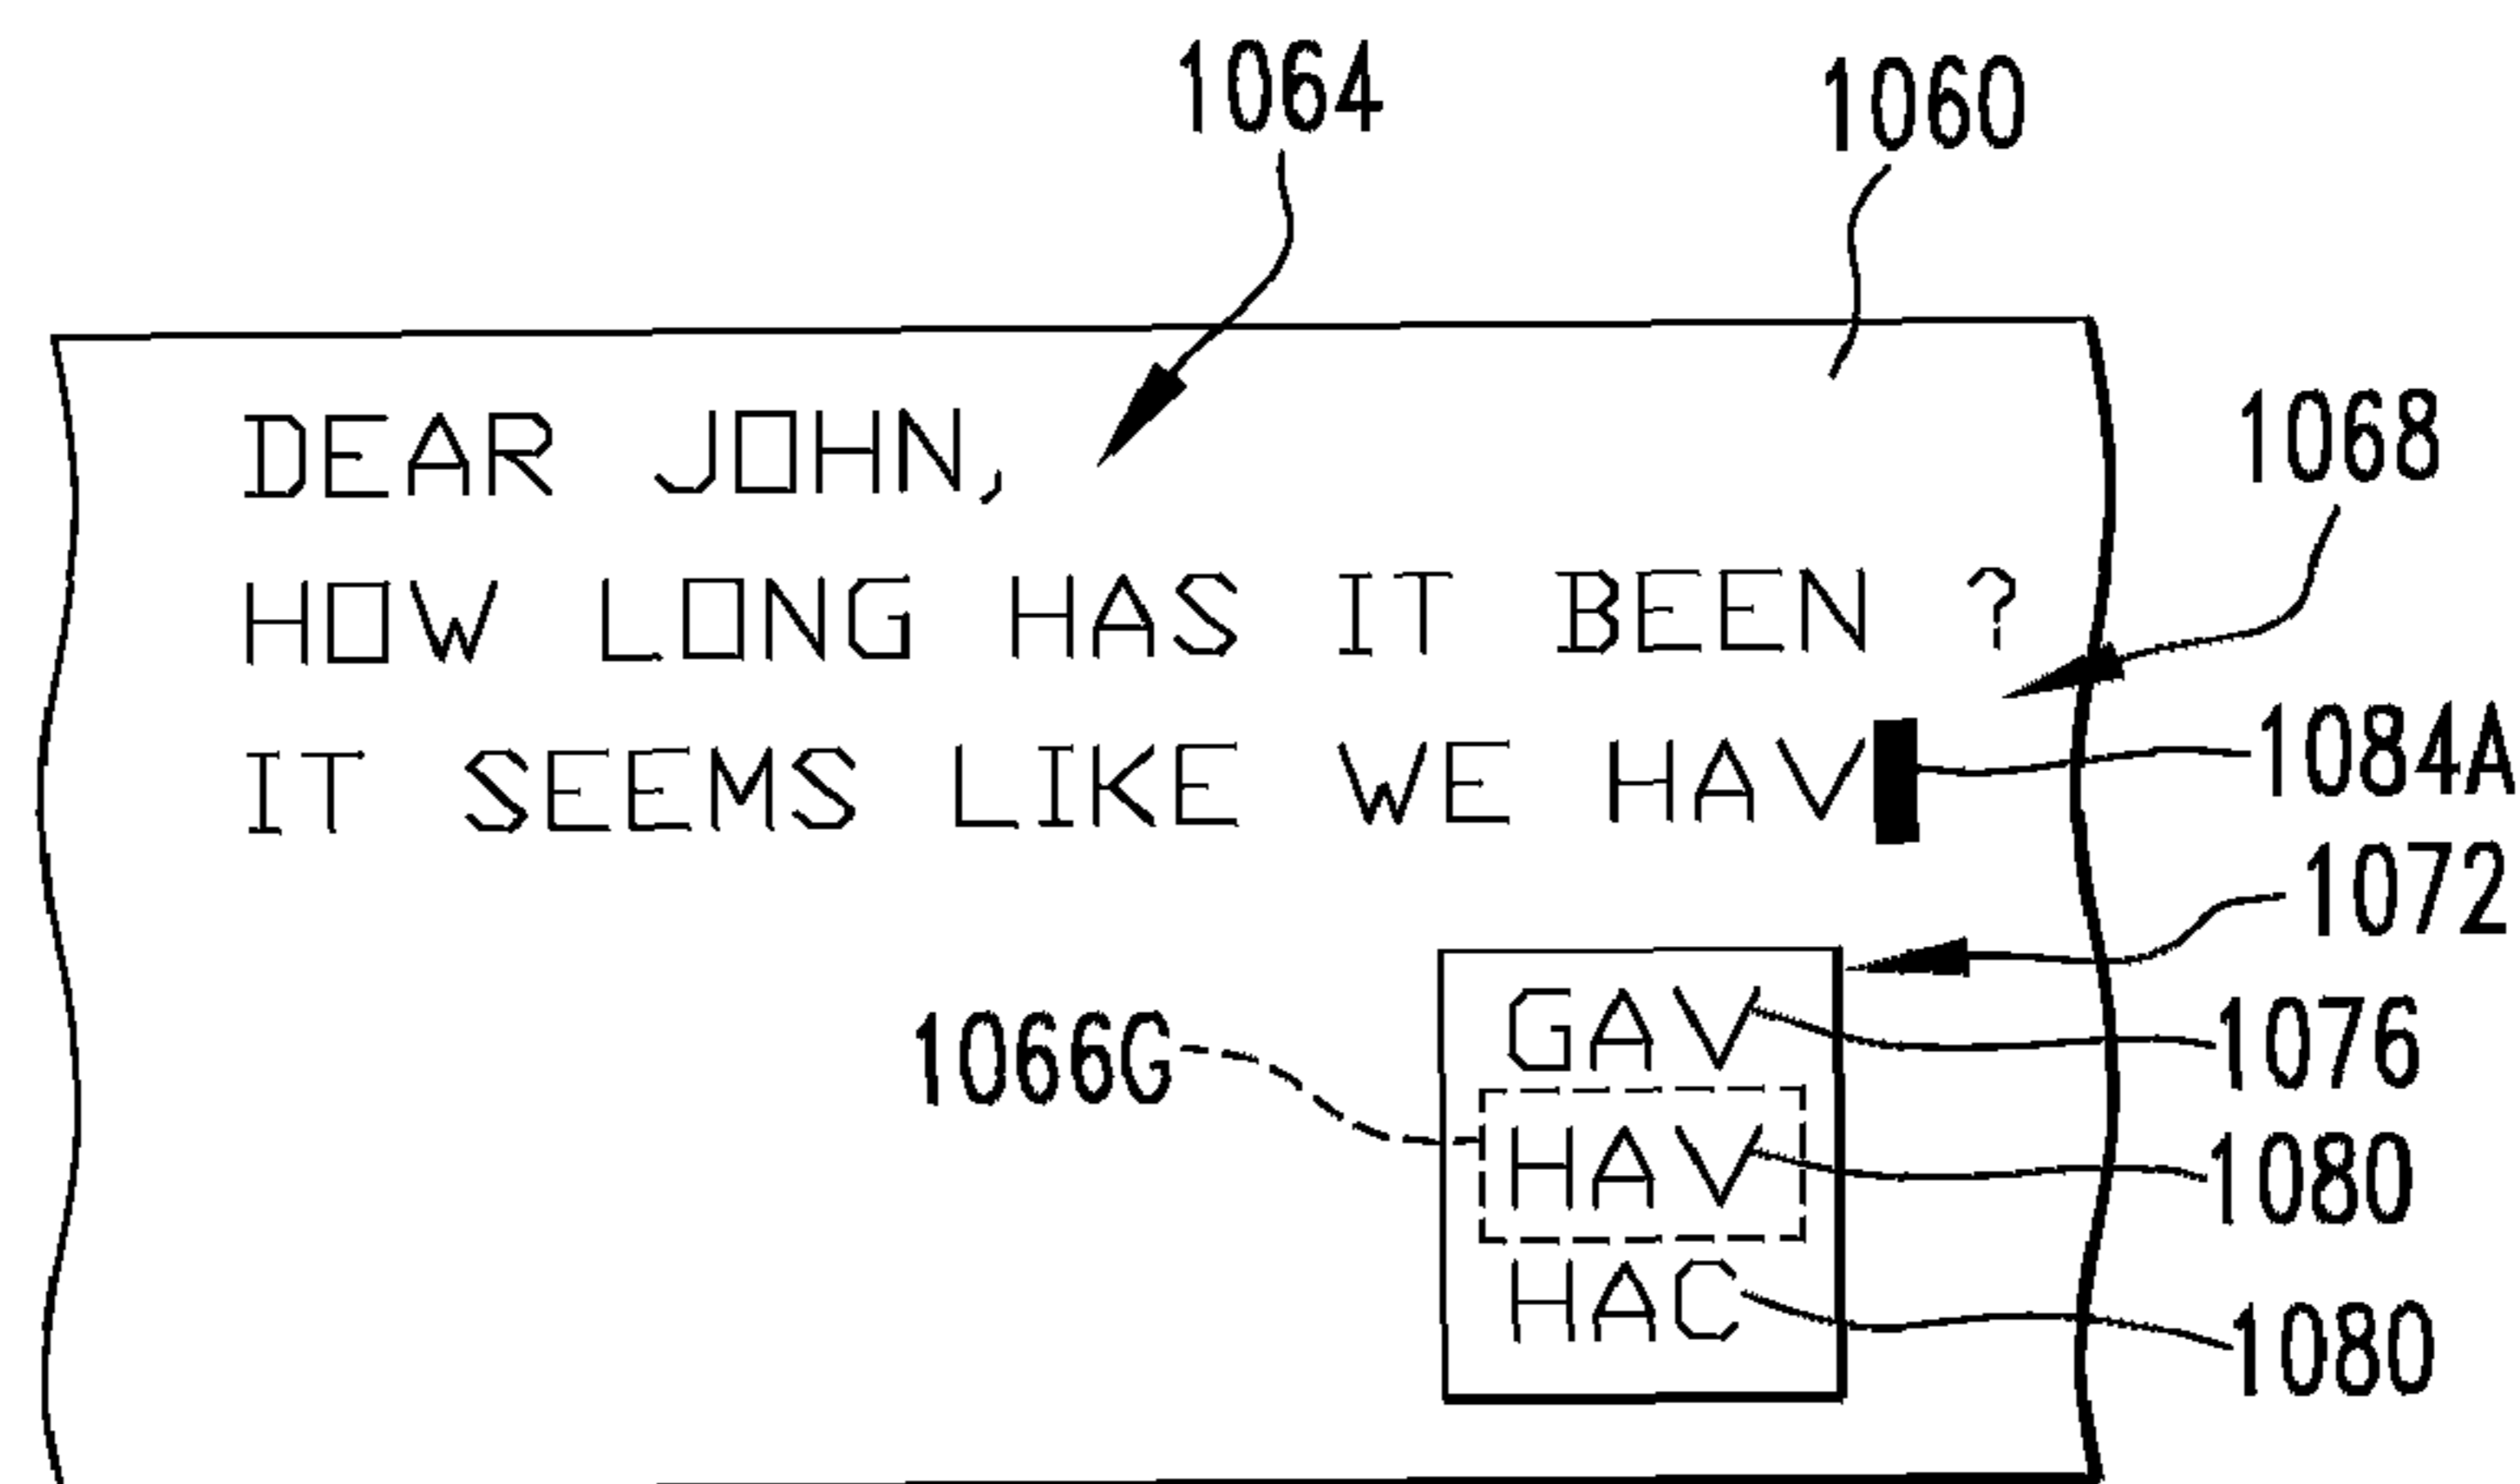 1064 1060
DEAR JOHN,
1068
HOW LONG HAS IT BEEN ?
IT SEEMS LIKE WE HAV
1084A
1072
GAV
1076
1066G
HAV
1080
HAC
1080